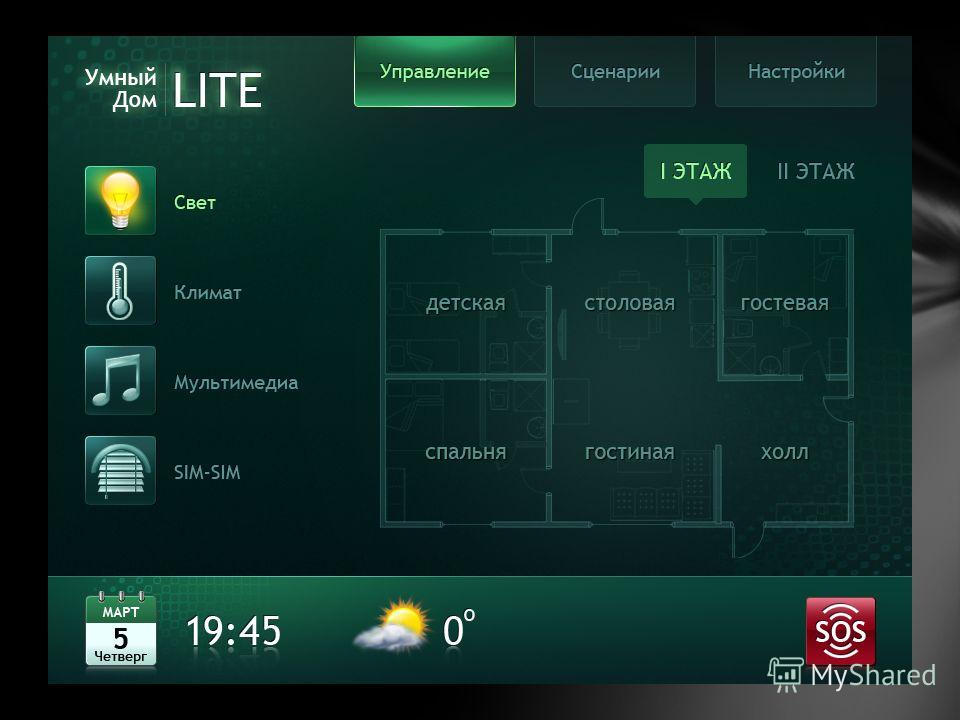 Умный
Дом
LITE
Управление
Сценарии
Настройки
I ЭТАЖ
II ЭТАЖ
Свет
Климат
Мультимедиа
SIM-SIM
детская
столовая
гостевая
спальня
гостиная
холл
МАРТ
5
Четверг
19:45
0°
SOS
MyShared